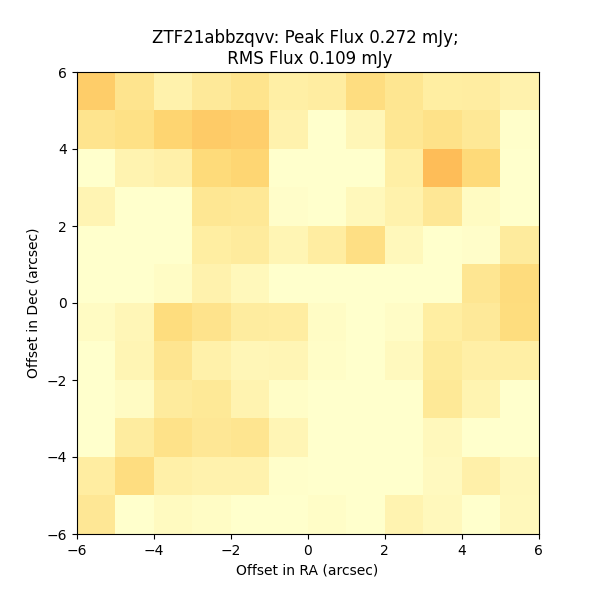 ZTF21abbzqvv: Peak Flux 0.272 mJy;
RMS Flux 0.109 mJy
6
4
2
0
−2
−4
−6
Offset in Dec (arcsec)
−6 −4 −2 0 2 4 6
Offset in RA (arcsec)